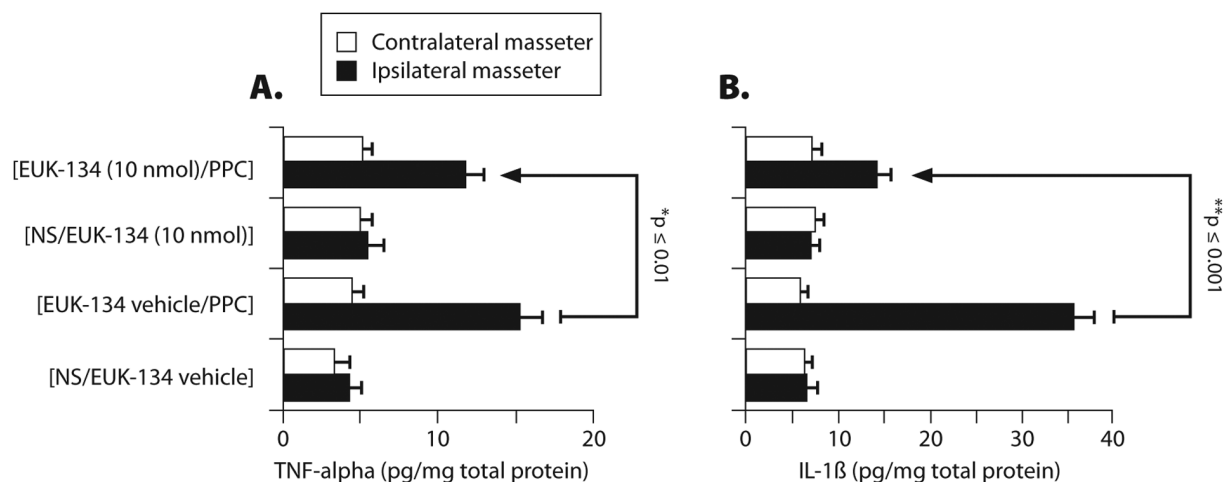 Contralateral masseter
Ipsilateral masseter
A.
B.
[EUK-134 (10 nmol)/PPC]
[NS/EUK-134 (10 nmol)]
[EUK-134 vehicle/PPC]
[NS/EUK-134 vehicle]
*p ≤ 0.01
**p ≤ 0.001
0 10 20
TNF-alpha (pg/mg total protein)
0 10 20 30 40
IL-1ß (pg/mg total protein)